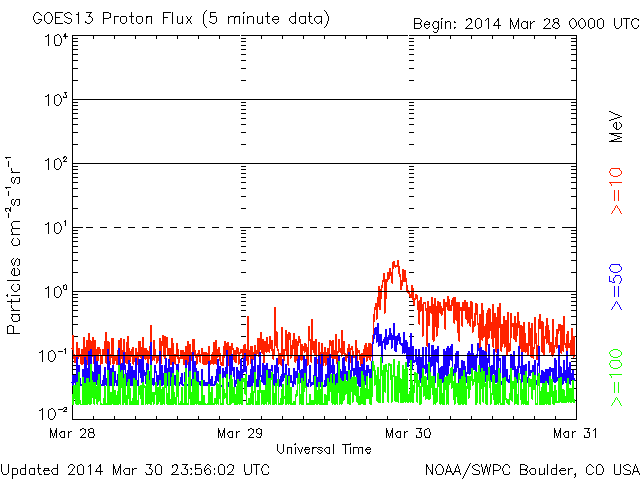 GOES13 Proton Flux (5 minute data)
Begin: 2014 Mar 28 0000 UTC
10⁴
10³
10²
10¹
10⁰
10⁻¹
10⁻²
Particles cm⁻²s⁻¹sr⁻¹
MeV
>=10
>=50
>=100
Mar 28
Mar 29
Mar 30
Mar 31
Universal Time
Updated 2014 Mar 30 23:56:02 UTC
NOAA/SWPC Boulder, CO USA